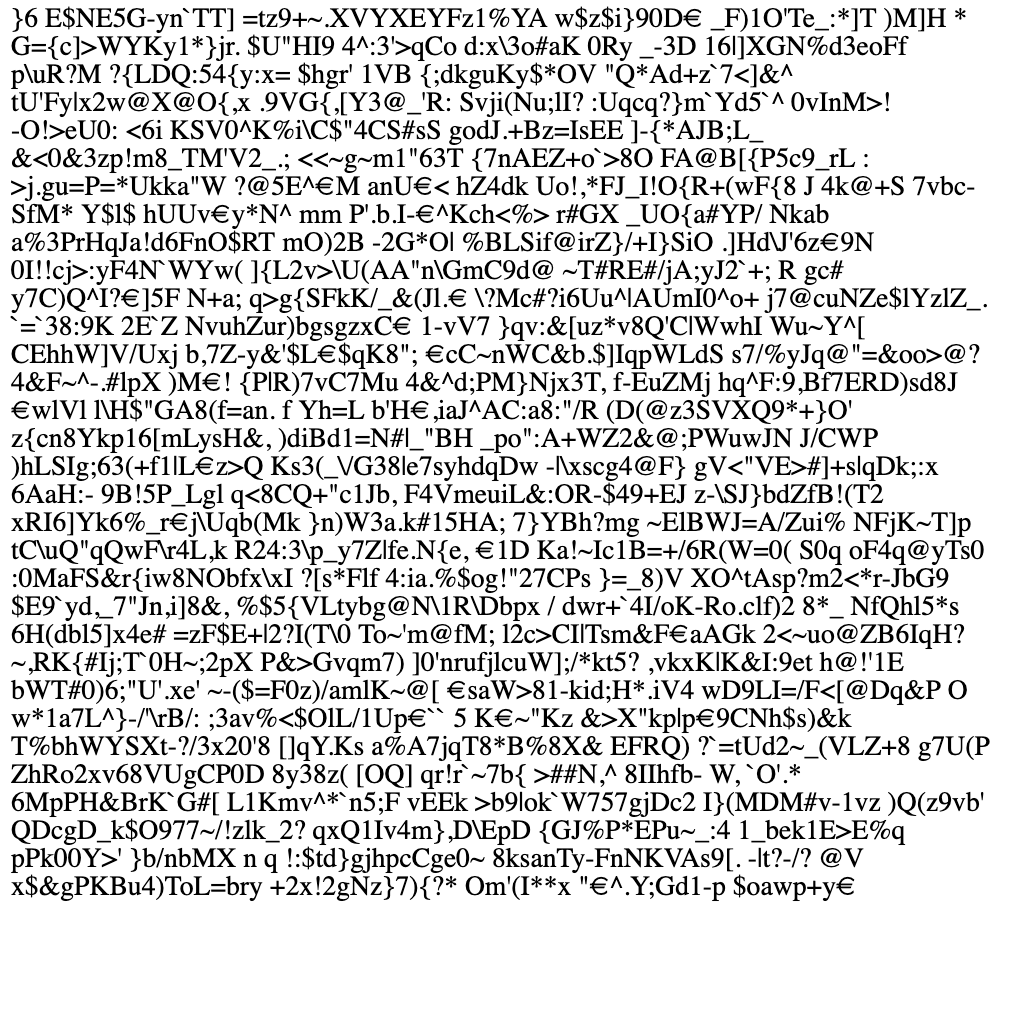 }6 E$NE5G-yn`TT] =tz9+~.XVYXEYFz1%YA w$z$i}90D€ _F)1O'Te_:*]T )M]H *
G={c]>WYKy1*}jr. $U"HI9 4^:3'>qCo d:x\3o#aK 0Ry _-3D 16|]XGN%d3eoFf
p\uR?M ?{LDQ:54{y:x= $hgr' 1VB {;dkguKy$*OV "Q*Ad+z`7<]&^
tU'Fy|x2w@X@O{,x .9VG{,[Y3@_'R: Svji(Nu;lI? :Uqcq?}m`Yd5`^ 0vInM>!
-O!>eU0: <6i KSV0^K%i\C$"4CS#sS godJ.+Bz=IsEE ]-{*AJB;L_
&<0&3zp!m8_TM'V2_.; <<~g~m1"63T {7nAEZ+o`>8O FA@B[{P5c9_rL :
>j.gu=P=*Ukka"W ?@5E^€M anU€< hZ4dk Uo!,*FJ_I!O{R+(wF{8 J 4k@+S 7vbc-
SfM* Y$l$ hUUv€y*N^ mm P'.b.I-€^Kch<%> r#GX _UO{a#YP/ Nkab
a%3PrHqJa!d6FnO$RT mO)2B -2G*O| %BLSif@irZ}/+I}SiO .]Hd\J'6z€9N
0I!!cj>:yF4N`WYw( ]{L2v>\U(AA"n\GmC9d@ ~T#RE#/jA;yJ2`+; R gc#
y7C)Q^I?€]5F N+a; q>g{SFkK/_&(Jl.€ \?Mc#?i6Uu^|AUmI0^o+ j7@cuNZe$lYzlZ_.
`=`38:9K 2E`Z NvuhZur)bgsgzxC€ 1-vV7 }qv:&[uz*v8Q'C|WwhI Wu~Y^[
CEhhW]V/Uxj b,7Z-y&'$L€$qK8"; €cC~nWC&b.$]IqpWLdS s7/%yJq@"=&oo>@?
4&F~^-.#lpX )M€! {P|R)7vC7Mu 4&^d;PM}Njx3T, f-EuZMj hq^F:9,Bf7ERD)sd8J
€wlVl l\H$"GA8(f=an. f Yh=L b'H€,iaJ^AC:a8:"/R (D(@z3SVXQ9*+}O'
z{cn8Ykp16[mLysH&, )diBd1=N#|_"BH _po":A+WZ2&@;PWuwJN J/CWP
)hLSIg;63(+f1|L€z>Q Ks3(_\/G38|e7syhdqDw -|\xscg4@F} gV<"VE>#]+s|qDk;:x
6AaH:- 9B!5P_Lgl q<8CQ+"c1Jb, F4VmeuiL&:OR-$49+EJ z-\SJ}bdZfB!(T2
xRI6]Yk6%_r€j\Uqb(Mk }n)W3a.k#15HA; 7}YBh?mg ~ElBWJ=A/Zui% NFjK~T]p
tC\uQ"qQwF\r4L,k R24:3\p_y7Z|fe.N{e, €1D Ka!~Ic1B=+/6R(W=0( S0q oF4q@yTs0
:0MaFS&r{iw8NObfx\xI ?[s*Flf 4:ia.%$og!"27CPs }=_8)V XO^tAsp?m2<*r-JbG9
$E9`yd,_7"Jn,i]8&, %$5{VLtybg@N\1R\Dbpx / dwr+`4I/oK-Ro.clf)2 8*_ NfQhl5*s
6H(dbl5]x4e# =zF$E+|2?I(T\0 To~'m@fM; l2c>CI|Tsm&F€aAGk 2<~uo@ZB6IqH?
~,RK{#Ij;T`0H~;2pX P&>Gvqm7) ]0'nrufjlcuW];/*kt5? ,vkxK|K&I:9et h@!'1E
bWT#0)6;"U'.xe' ~-($=F0z)/amlK~@[ €saW>81-kid;H*.iV4 wD9LI=/F<[@Dq&P O
w*1a7L^}-/'\rB/: ;3av%<$OlL/1Up€`` 5 K€~"Kz &>X"kp|p€9CNh$s)&k
T%bhWYSXt-?/3x20'8 []qY.Ks a%A7jqT8*B%8X& EFRQ) ?`=tUd2~_(VLZ+8 g7U(P
ZhRo2xv68VUgCP0D 8y38z( [OQ] qr!r`~7b{ >##N,^ 8IIhfb- W, `O'.*
6MpPH&BrK`G#[ L1Kmv^*`n5;F vEEk >b9lok`W757gjDc2 I}(MDM#v-1vz )Q(z9vb'
QDcgD_k$O977~/!zlk_2? qxQ1Iv4m},D\EpD {GJ%P*EPu~_:4 1_bek1E>E%q
pPk00Y>' }b/nbMX n q !:$td}gjhpcCge0~ 8ksanTy-FnNKVAs9[. -lt?-/? @V
x$&gPKBu4)ToL=bry +2x!2gNz}7){?* Om'(I**x "€^.Y;Gd1-p $oawp+y€